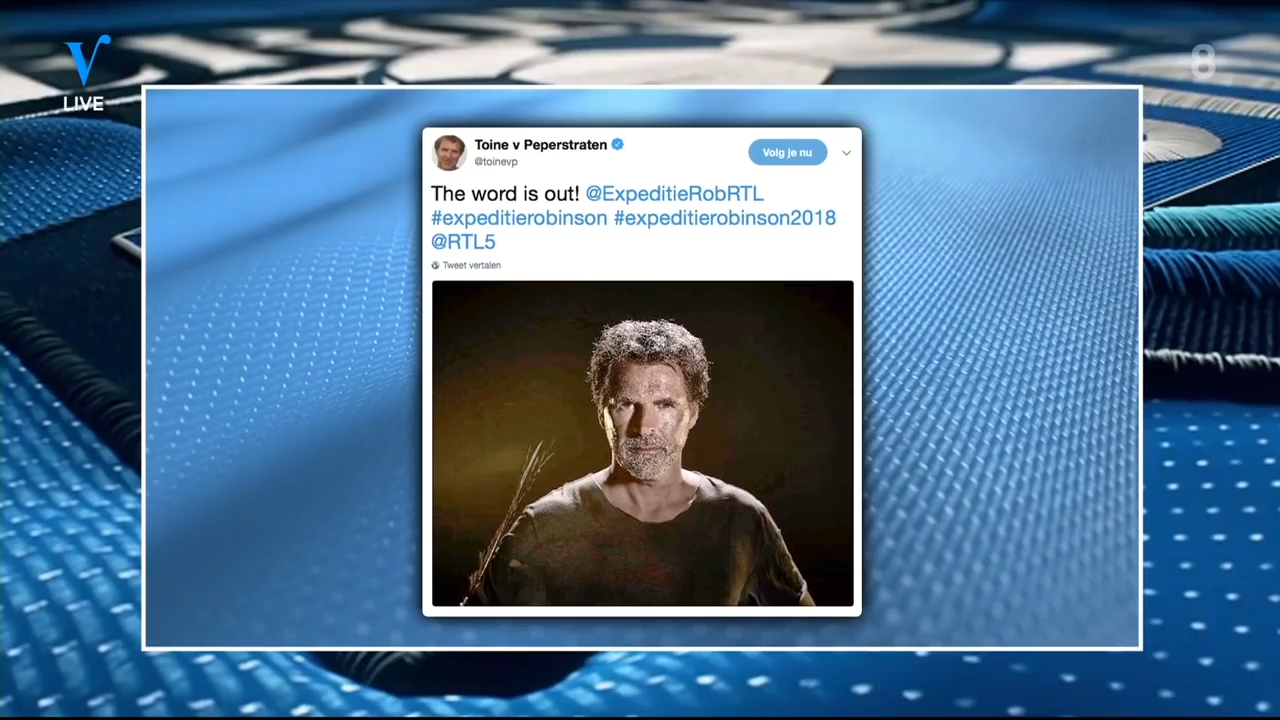 V
LIVE
8
Toine v Peperstraten
@toinevp
Volg je nu
The word is out! @ExpeditieRobRTL
#expeditierobinson #expeditierobinson2018
@RTL5
Tweet vertalen